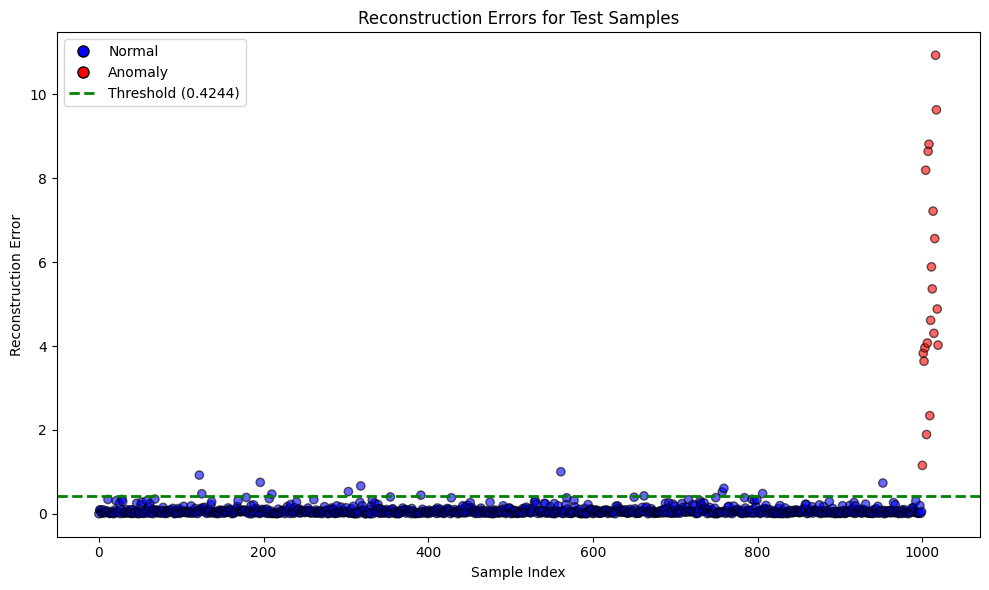 Reconstruction Errors for Test Samples
Normal
Anomaly
Threshold (0.4244)
Reconstruction Error
10
8
6
4
2
0
0 200 400 600 800 1000
Sample Index